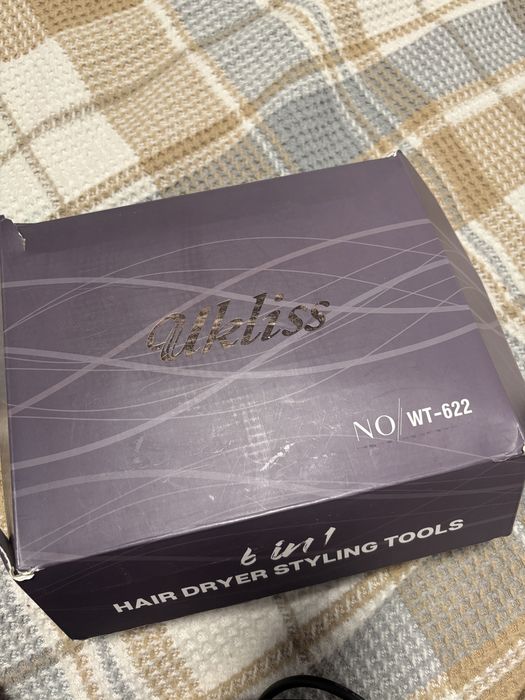 Ukliss
NO WT-622
6 in 1
HAIR DRYER STYLING TOOLS